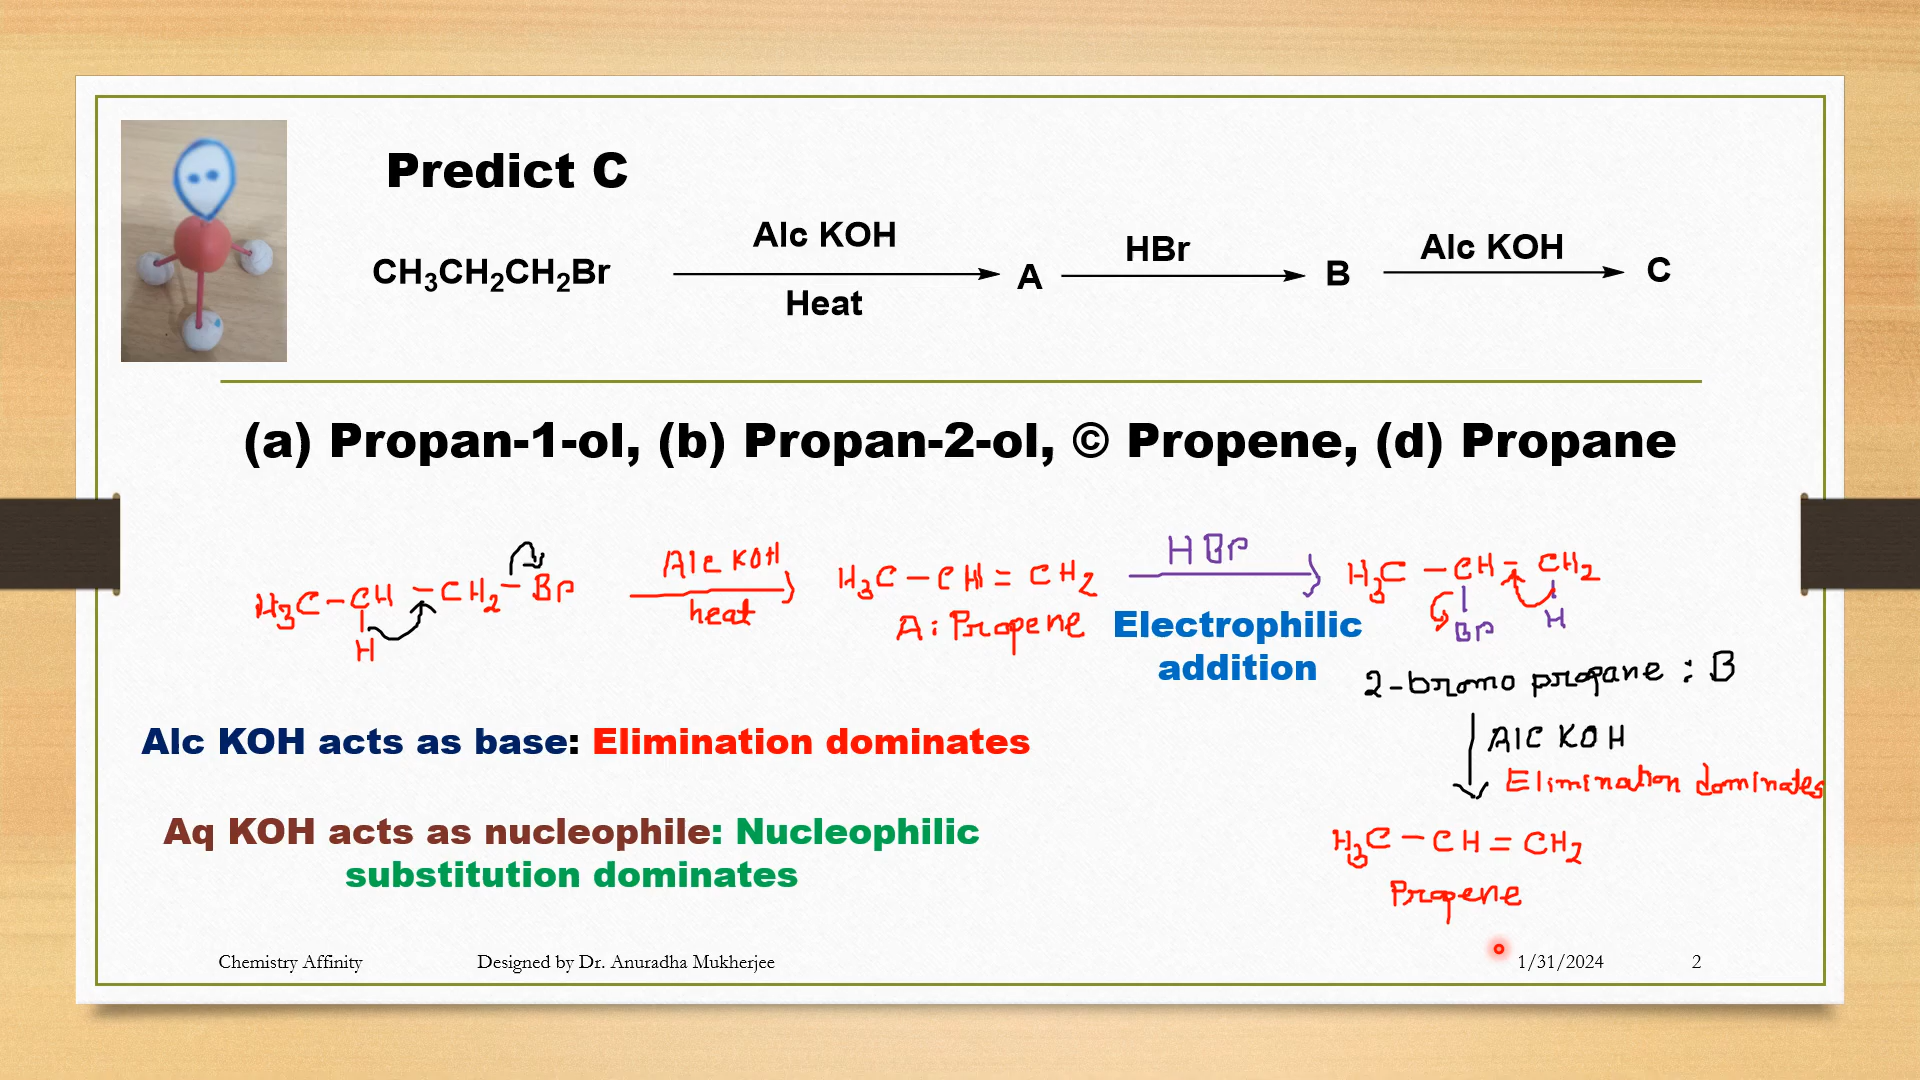 Predict C
CH₃CH₂CH₂Br Alc KOH Heat A HBr B Alc KOH C
(a) Propan-1-ol, (b) Propan-2-ol, © Propene, (d) Propane
H₃C – CH – CH₂ – Br Alc KOH heat H₃C – CH = CH₂ HBr H₃C – CH – CH₂
H Br H
A : Propene
Electrophilic
addition
2-bromo propane : B
Alc KOH
Elimination dominates
H₃C – CH = CH₂
Propene
Alc KOH acts as base: Elimination dominates
Aq KOH acts as nucleophile: Nucleophilic
substitution dominates
Chemistry Affinity Designed by Dr. Anuradha Mukherjee 1/31/2024 2